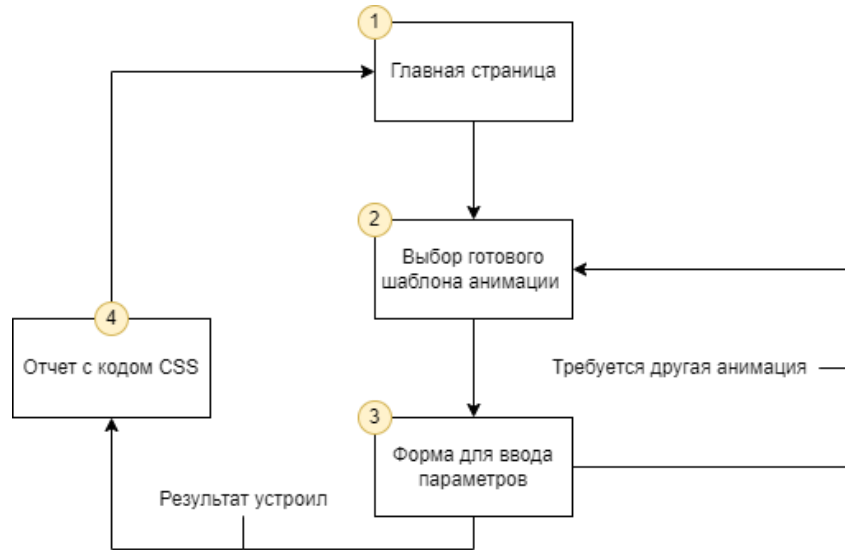 1
Главная страница
2
Выбор готового
шаблона анимации
4
Отчет с кодом CSS
Требуется другая анимация
3
Форма для ввода
параметров
Результат устроил